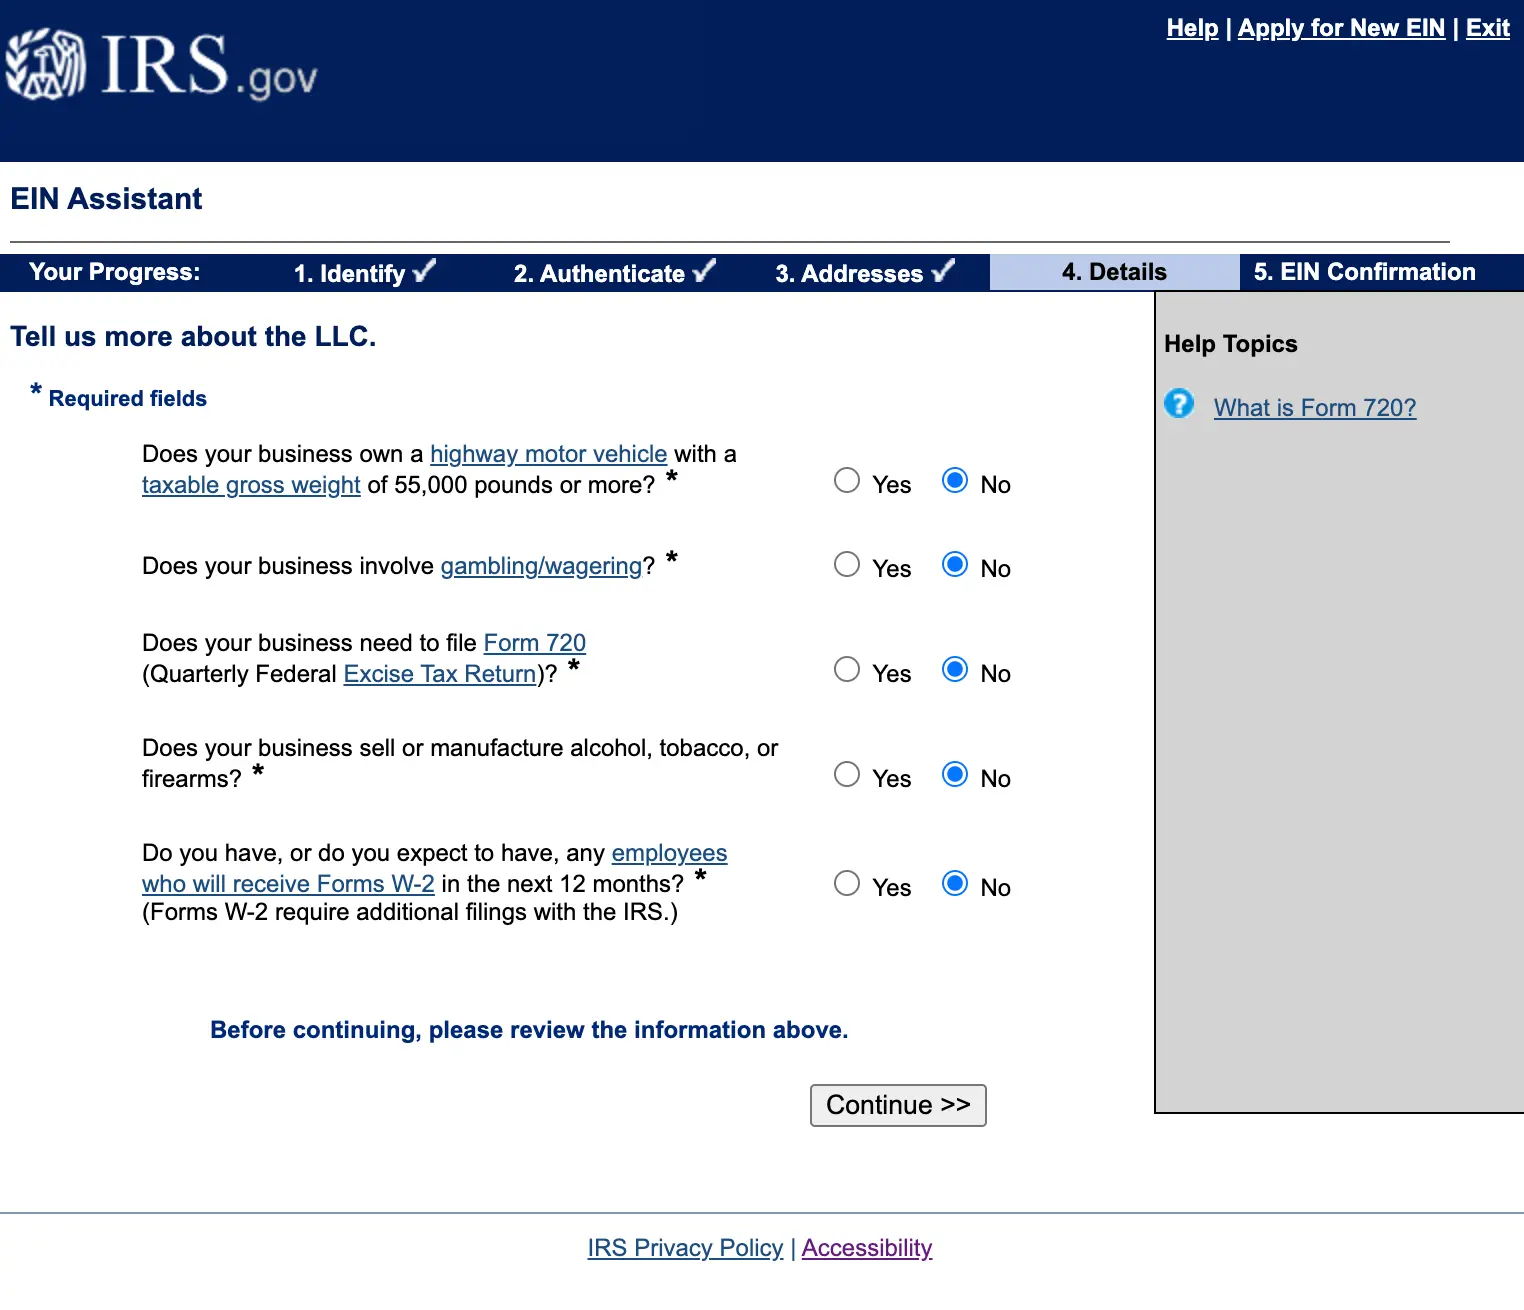 Help | Apply for New EIN | Exit
IRS.gov
EIN Assistant
Your Progress: 1. Identify 2. Authenticate 3. Addresses 4. Details 5. EIN Confirmation
Tell us more about the LLC.
* Required fields
Does your business own a highway motor vehicle with a
taxable gross weight of 55,000 pounds or more? *
Yes No
Does your business involve gambling/wagering? *
Yes No
Does your business need to file Form 720
(Quarterly Federal Excise Tax Return)? *
Yes No
Does your business sell or manufacture alcohol, tobacco, or
firearms? *
Yes No
Do you have, or do you expect to have, any employees
who will receive Forms W-2 in the next 12 months? *
(Forms W-2 require additional filings with the IRS.)
Yes No
Before continuing, please review the information above.
Continue >>
Help Topics
? What is Form 720?
IRS Privacy Policy | Accessibility